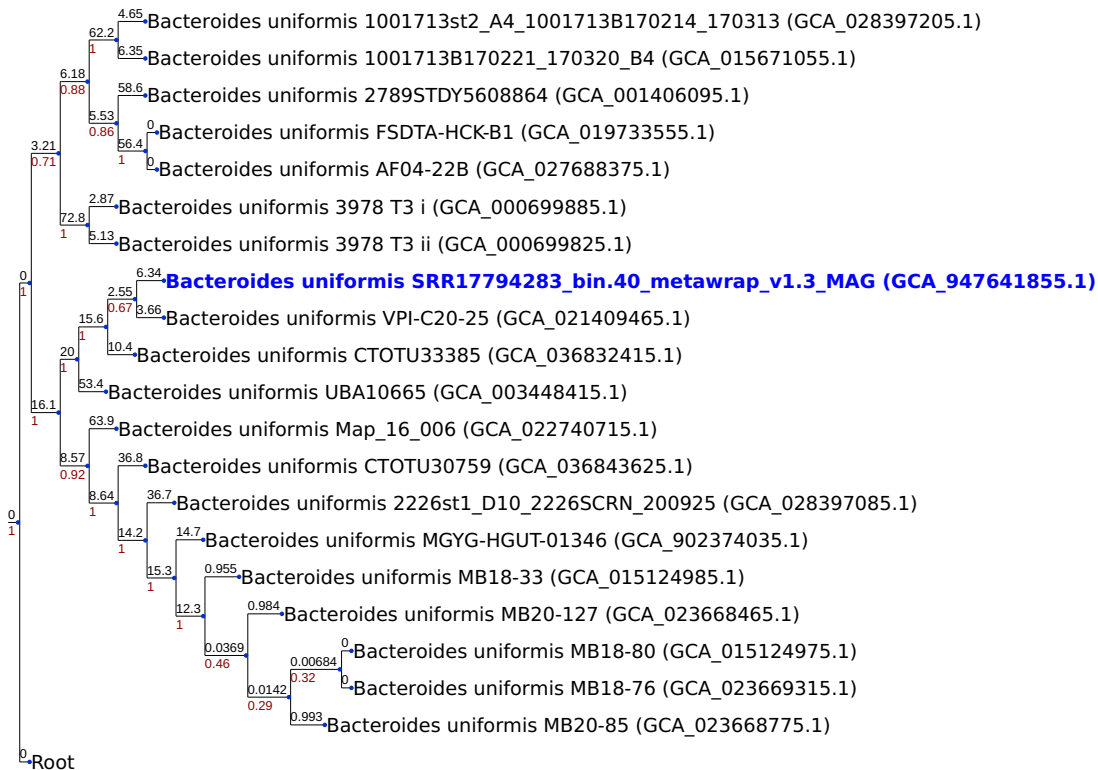 4.65
Bacteroides uniformis 1001713st2_A4_1001713B170214_170313 (GCA_028397205.1)
62.2
1
6.35
Bacteroides uniformis 1001713B170221_170320_B4 (GCA_015671055.1)
6.18
0.88
58.6
Bacteroides uniformis 2789STDY5608864 (GCA_001406095.1)
5.53
0.86
0
Bacteroides uniformis FSDTA-HCK-B1 (GCA_019733555.1)
56.4
1
0
Bacteroides uniformis AF04-22B (GCA_027688375.1)
3.21
0.71
2.87
Bacteroides uniformis 3978 T3 i (GCA_000699885.1)
72.8
1
5.13
Bacteroides uniformis 3978 T3 ii (GCA_000699825.1)
0
1
6.34
Bacteroides uniformis SRR17794283_bin.40_metawrap_v1.3_MAG (GCA_947641855.1)
2.55
0.67
3.66
Bacteroides uniformis VPI-C20-25 (GCA_021409465.1)
15.6
1
10.4
Bacteroides uniformis CTOTU33385 (GCA_036832415.1)
20
1
53.4
Bacteroides uniformis UBA10665 (GCA_003448415.1)
16.1
1
63.9
Bacteroides uniformis Map_16_006 (GCA_022740715.1)
8.57
0.92
36.8
Bacteroides uniformis CTOTU30759 (GCA_036843625.1)
8.64
1
36.7
Bacteroides uniformis 2226st1_D10_2226SCRN_200925 (GCA_028397085.1)
14.2
1
14.7
Bacteroides uniformis MGYG-HGUT-01346 (GCA_902374035.1)
15.3
1
0.955
Bacteroides uniformis MB18-33 (GCA_015124985.1)
12.3
1
0.984
Bacteroides uniformis MB20-127 (GCA_023668465.1)
0.0369
0.46
0
Bacteroides uniformis MB18-80 (GCA_015124975.1)
0.00684
0.32
0
Bacteroides uniformis MB18-76 (GCA_023669315.1)
0.0142
0.29
0.993
Bacteroides uniformis MB20-85 (GCA_023668775.1)
0
1
0
Root